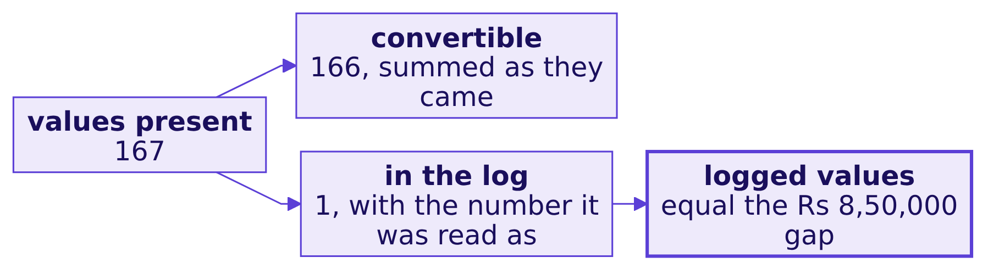 values present
167
convertible
166, summed as they
came
in the log
1, with the number it
was read as
logged values
equal the Rs 8,50,000
gap